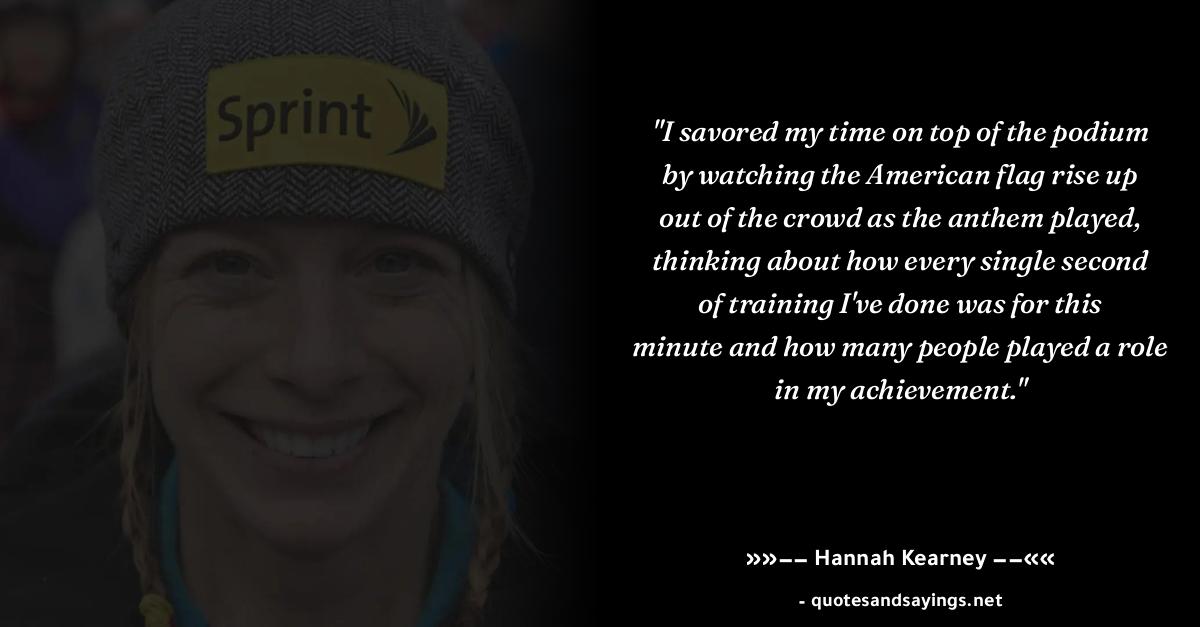 Sprint
"I savored my time on top of the podium
by watching the American flag rise up
out of the crowd as the anthem played,
thinking about how every single second
of training I've done was for this
minute and how many people played a role
in my achievement."
»»–– Hannah Kearney ––««
- quotesandsayings.net